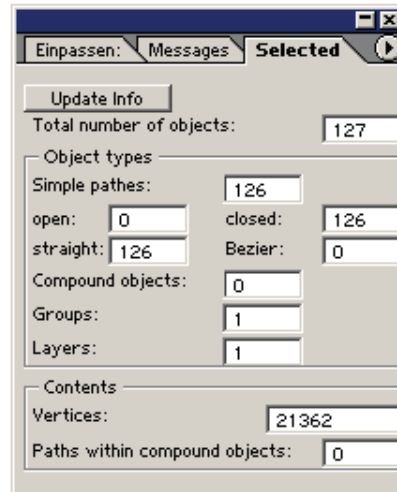 Einpassen: Messages Selected
Update Info
Total number of objects: 127
Object types
Simple pathes: 126
open: 0 closed: 126
straight: 126 Bezier: 0
Compound objects: 0
Groups: 1
Layers: 1
Contents
Vertices: 21362
Paths within compound objects: 0